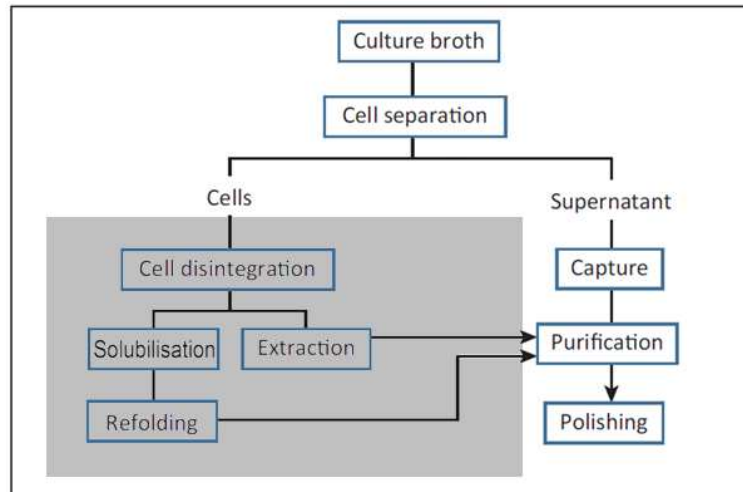 Culture broth
Cell separation
Cells
Supernatant
Cell disintegration
Capture
Solubilisation
Extraction
Purification
Refolding
Polishing